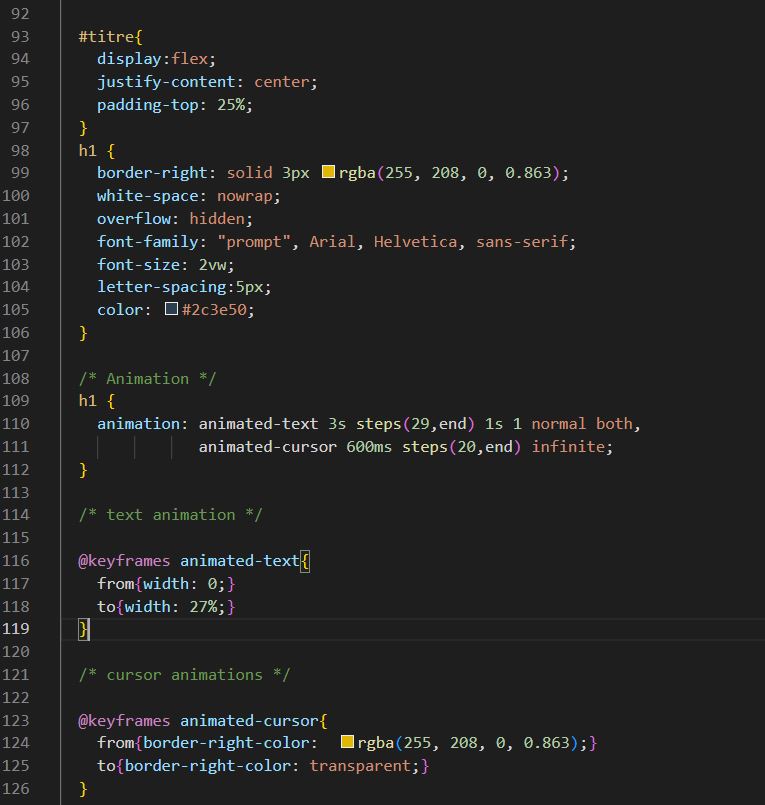 92
93 #titre{
94 display:flex;
95 justify-content: center;
96 padding-top: 25%;
97 }
98 h1 {
99 border-right: solid 3px rgba(255, 208, 0, 0.863);
100 white-space: nowrap;
101 overflow: hidden;
102 font-family: "prompt", Arial, Helvetica, sans-serif;
103 font-size: 2vw;
104 letter-spacing:5px;
105 color: #2c3e50;
106 }
107
108 /* Animation */
109 h1 {
110 animation: animated-text 3s steps(29,end) 1s 1 normal both,
111 animated-cursor 600ms steps(20,end) infinite;
112 }
113
114 /* text animation */
115
116 @keyframes animated-text{
117 from{width: 0;}
118 to{width: 27%;}
119 }
120
121 /* cursor animations */
122
123 @keyframes animated-cursor{
124 from{border-right-color: rgba(255, 208, 0, 0.863);}
125 to{border-right-color: transparent;}
126 }